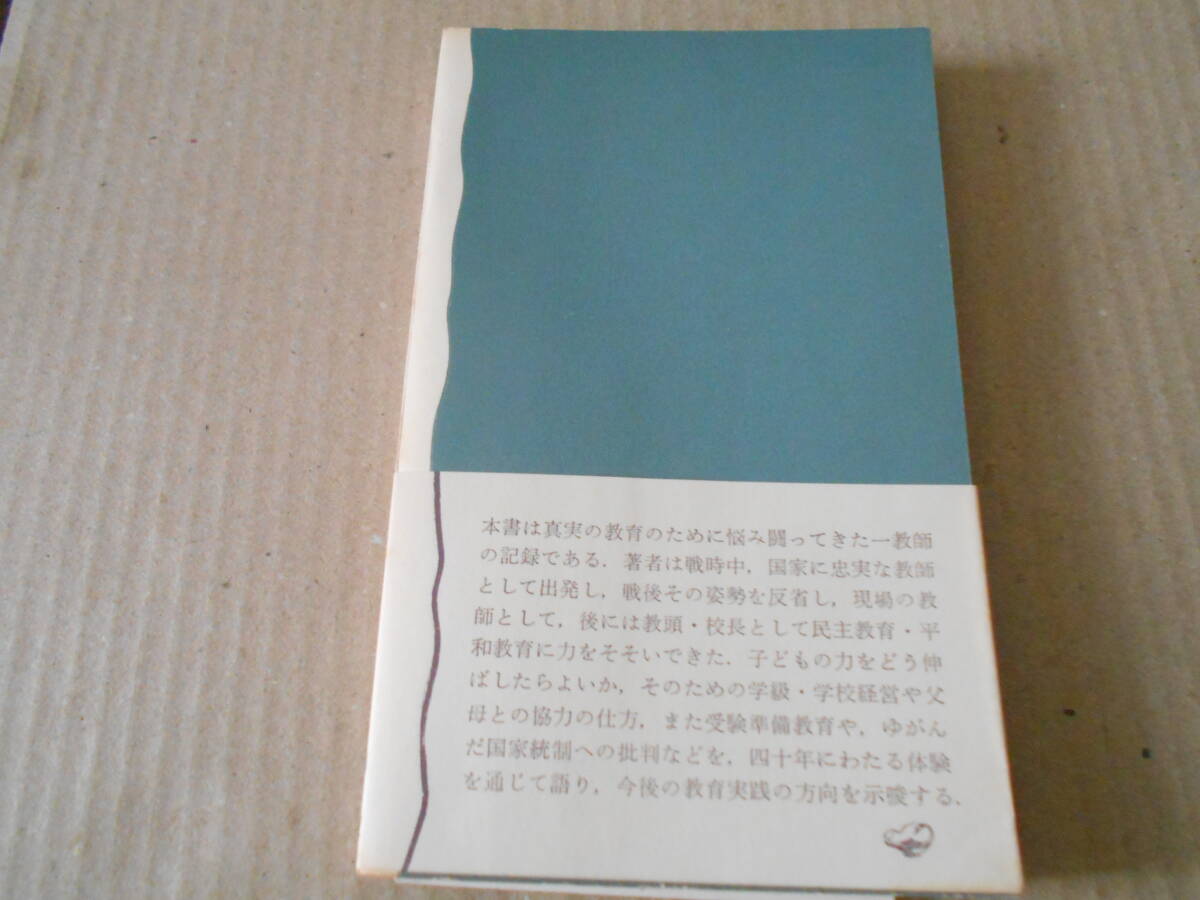 本書は真実の教育のために悩み闘ってきた一教師
の記録である．著者は戦時中，国家に忠実な教師
として出発し，戦後その姿勢を反省し，現場の教
師として，後には教頭・校長として民主教育・平
和教育に力をそそいできた．子どもの力をどう伸
ばしたらよいか，そのための学級・学校経営や父
母との協力の仕方，また受験準備教育や，ゆがん
だ国家統制への批判などを，四十年にわたる体験
を通じて語り，今後の教育実践の方向を示唆する．